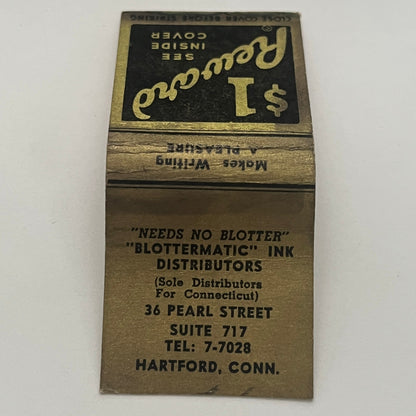 CLOSE COVER BEFORE STRIKING
$1
Reward
SEE
INSIDE
COVER
Makes Writing
A PLEASURE
"NEEDS NO BLOTTER"
"BLOTTERMATIC" INK
DISTRIBUTORS
(Sole Distributors
For Connecticut)
36 PEARL STREET
SUITE 717
TEL: 7-7028
HARTFORD, CONN.